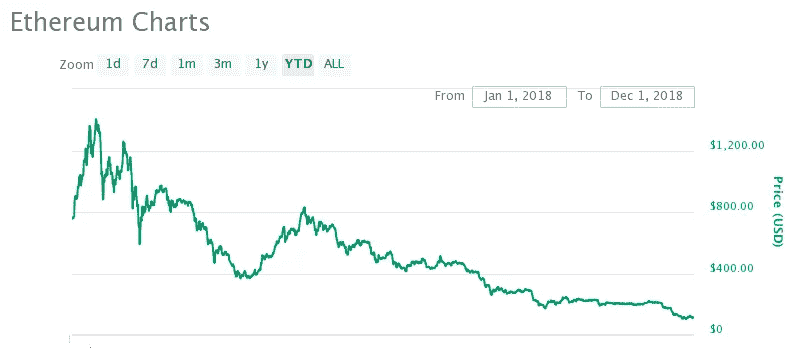 Ethereum Charts
Zoom 1d 7d 1m 3m 1y YTD ALL
From Jan 1, 2018 To Dec 1, 2018
$1,200.00
$800.00
$400.00
$0
Price (USD)